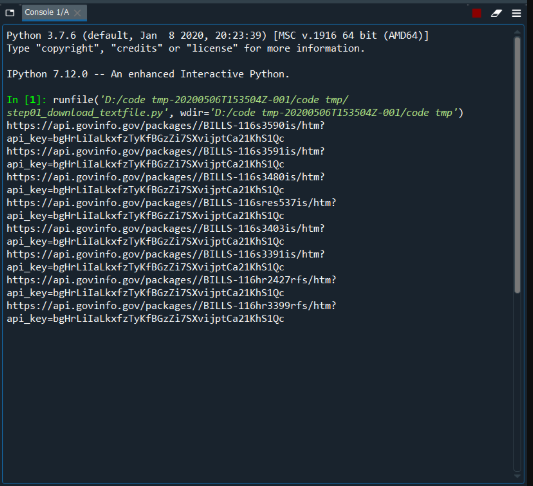 Console 1/A
Python 3.7.6 (default, Jan  8 2020, 20:23:39) [MSC v.1916 64 bit (AMD64)]
Type "copyright", "credits" or "license" for more information.
IPython 7.12.0 -- An enhanced Interactive Python.
In [1]: runfile('D:/code tmp-20200506T153504Z-001/code tmp/
step01_download_textfile.py', wdir='D:/code tmp-20200506T153504Z-001/code tmp')
https://api.govinfo.gov/packages//BILLS-116s3590is/htm?
api_key=bgHrLiIaLkxfzTyKfBGzZi7SXvijptCa21KhS1Qc
https://api.govinfo.gov/packages//BILLS-116s3591is/htm?
api_key=bgHrLiIaLkxfzTyKfBGzZi7SXvijptCa21KhS1Qc
https://api.govinfo.gov/packages//BILLS-116s3480is/htm?
api_key=bgHrLiIaLkxfzTyKfBGzZi7SXvijptCa21KhS1Qc
https://api.govinfo.gov/packages//BILLS-116sres537is/htm?
api_key=bgHrLiIaLkxfzTyKfBGzZi7SXvijptCa21KhS1Qc
https://api.govinfo.gov/packages//BILLS-116s3403is/htm?
api_key=bgHrLiIaLkxfzTyKfBGzZi7SXvijptCa21KhS1Qc
https://api.govinfo.gov/packages//BILLS-116s3391is/htm?
api_key=bgHrLiIaLkxfzTyKfBGzZi7SXvijptCa21KhS1Qc
https://api.govinfo.gov/packages//BILLS-116hr2427rfs/htm?
api_key=bgHrLiIaLkxfzTyKfBGzZi7SXvijptCa21KhS1Qc
https://api.govinfo.gov/packages//BILLS-116hr3399rfs/htm?
api_key=bgHrLiIaLkxfzTyKfBGzZi7SXvijptCa21KhS1Qc